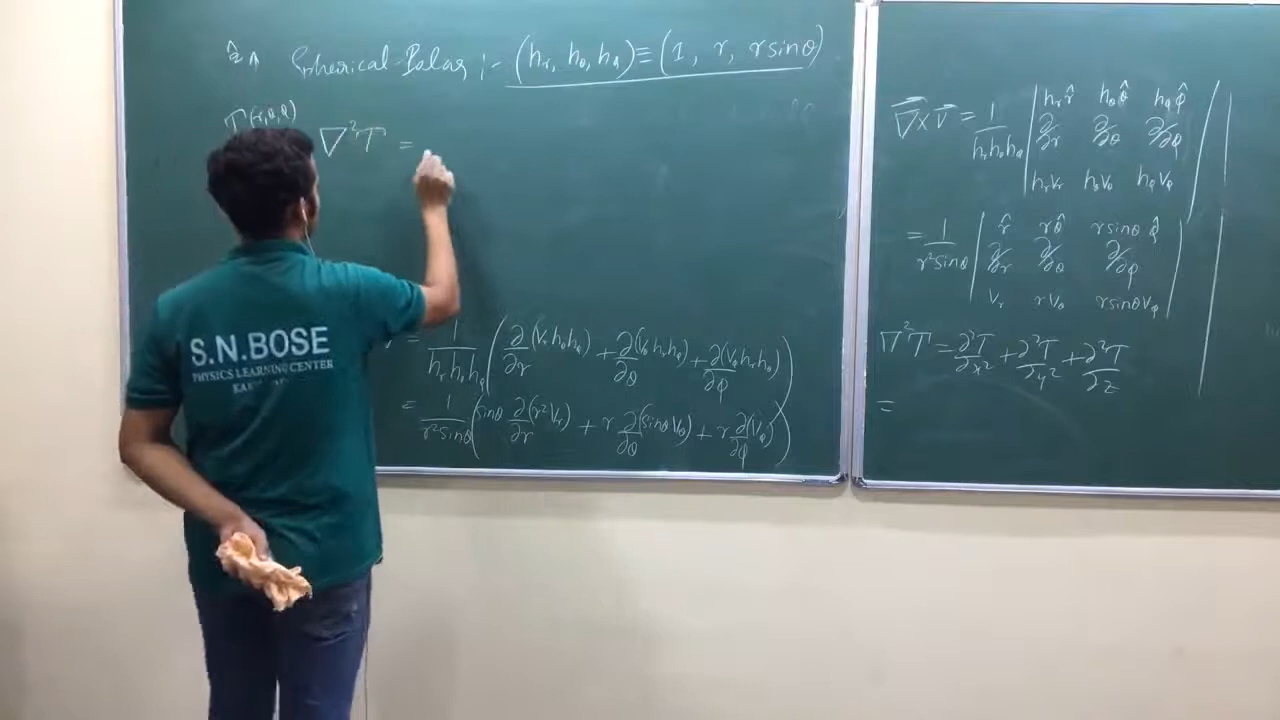 ẑ Spherical Polar :- (h_r, h_θ, h_φ) ≡ (1, r, r sinθ)
T(r,θ,φ)
∇²T =
= 1/(h_r h_θ h_φ) ( ∂/∂r (V_r h_θ h_φ) + ∂/∂θ (V_θ h_r h_φ) + ∂/∂φ (V_φ h_r h_θ) )
= 1/(r² sinθ) ( sinθ ∂/∂r (r² V_r) + r ∂/∂θ (sinθ V_θ) + r ∂/∂φ (V_φ) )
∇ × V = 1/(h_r h_θ h_φ) | h_r r̂ h_θ θ̂ h_φ φ̂
∂/∂r ∂/∂θ ∂/∂φ
h_r V_r h_θ V_θ h_φ V_φ |
= 1/(r² sinθ) | r̂ r θ̂ r sinθ φ̂
∂/∂r ∂/∂θ ∂/∂φ
V_r r V_θ r sinθ V_φ |
∇²T = ∂²T/∂x² + ∂²T/∂y² + ∂²T/∂z
=
S.N.BOSE
PHYSICS LEARNING CENTER